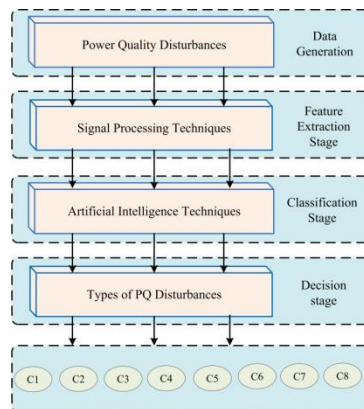 Power Quality Disturbances
Data
Generation
Signal Processing Techniques
Feature
Extraction
Stage
Artificial Intelligence Techniques
Classification
Stage
Types of PQ Disturbances
Decision
stage
C1 C2 C3 C4 C5 C6 C7 C8